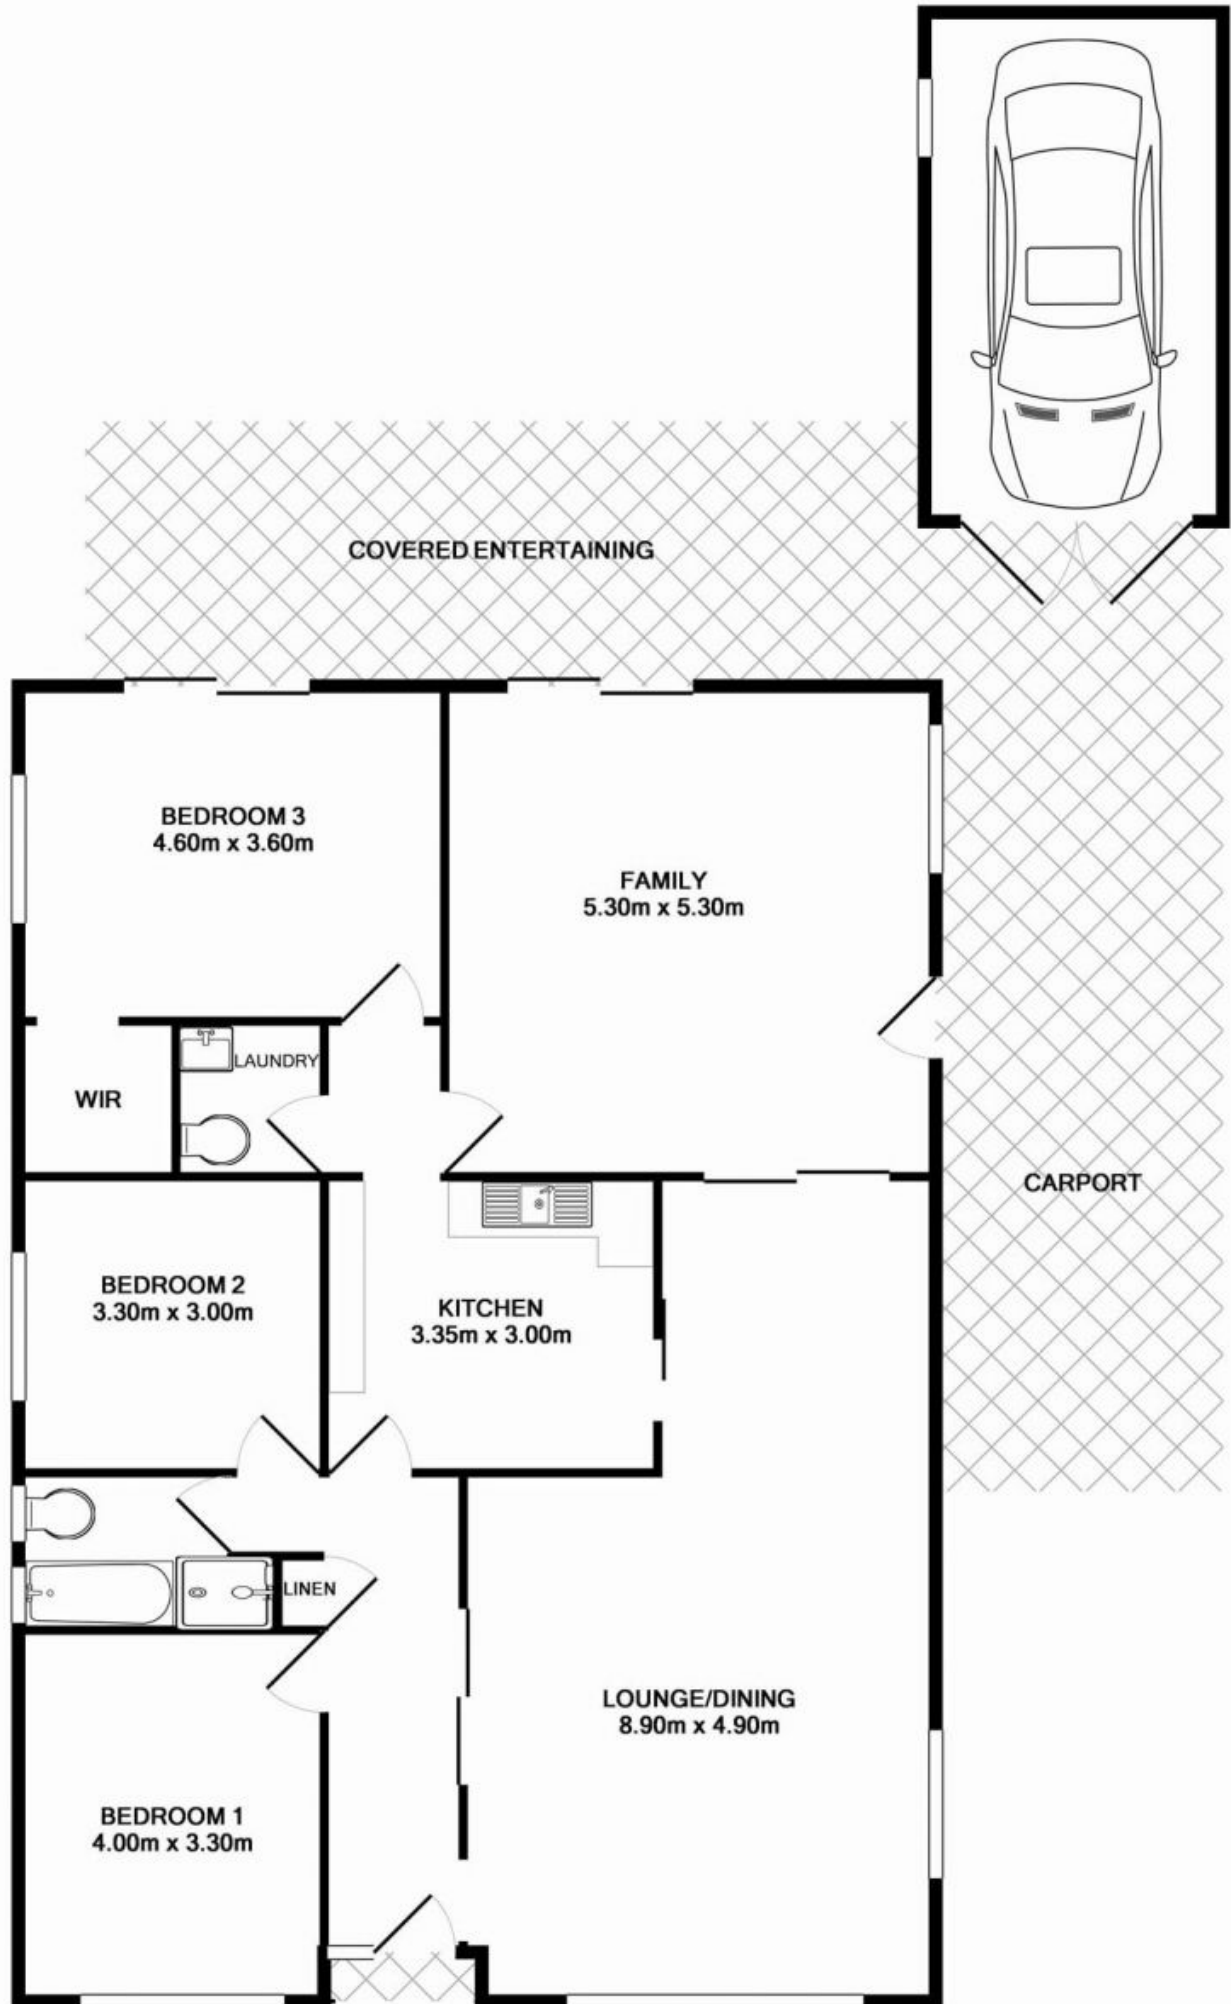 COVERED ENTERTAINING
BEDROOM 3
4.60m x 3.60m
FAMILY
5.30m x 5.30m
LAUNDRY
WIR
CARPORT
BEDROOM 2
3.30m x 3.00m
KITCHEN
3.35m x 3.00m
LINEN
LOUNGE/DINING
8.90m x 4.90m
BEDROOM 1
4.00m x 3.30m